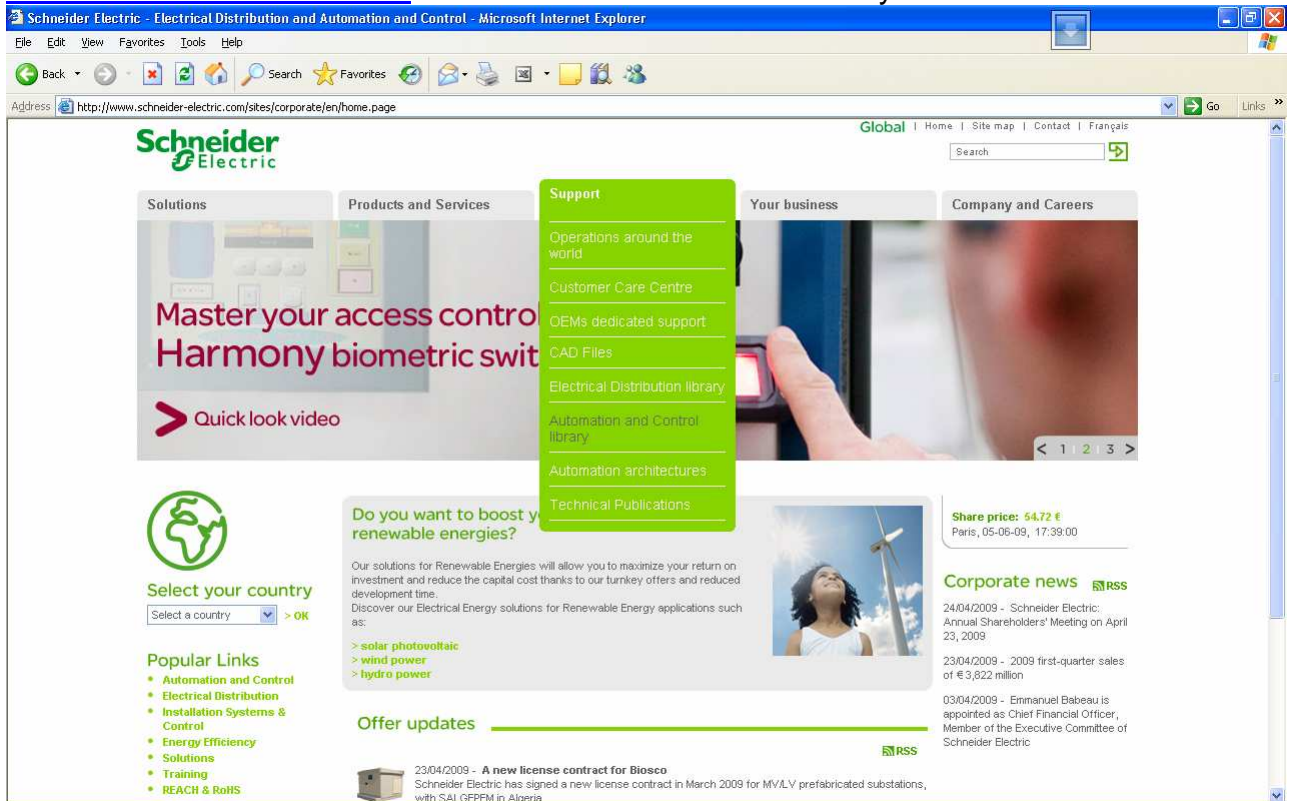 Schneider Electric - Electrical Distribution and Automation and Control - Microsoft Internet Explorer
File Edit View Favorites Tools Help
Back Search Favorites
Address http://www.schneider-electric.com/sites/corporate/en/home.page Go Links »
Schneider
Electric
Global | Home | Site map | Contact | Français
Search
Solutions
Products and Services
Support
Your business
Company and Careers
Operations around the
world
Customer Care Centre
OEMs dedicated support
CAD Files
Electrical Distribution library
Automation and Control
library
Automation architectures
Technical Publications
Master your access contro
Harmony biometric swit
> Quick look video
< 1 2 3 >
Select your country
Select a country > OK
Popular Links
• Automation and Control
• Electrical Distribution
• Installation Systems &
Control
• Energy Efficiency
• Solutions
• Training
• REACH & RoHS
Do you want to boost y
renewable energies?
Our solutions for Renewable Energies will allow you to maximize your return on
investment and reduce the capital cost thanks to our turnkey offers and reduced
development time.
Discover our Electrical Energy solutions for Renewable Energy applications such
as:
> solar photovoltaic
> wind power
> hydro power
Offer updates
RSS
23/04/2009 - A new license contract for Biosco
Schneider Electric has signed a new license contract in March 2009 for MV/LV prefabricated substations,
with SALGEPEM in Algeria
Share price: 54.72 €
Paris, 05-06-09, 17:39:00
Corporate news RSS
24/04/2009 - Schneider Electric:
Annual Shareholders' Meeting on April
23, 2009
23/04/2009 - 2009 first-quarter sales
of € 3,822 million
03/04/2009 - Emmanuel Babeau is
appointed as Chief Financial Officer,
Member of the Executive Committee of
Schneider Electric